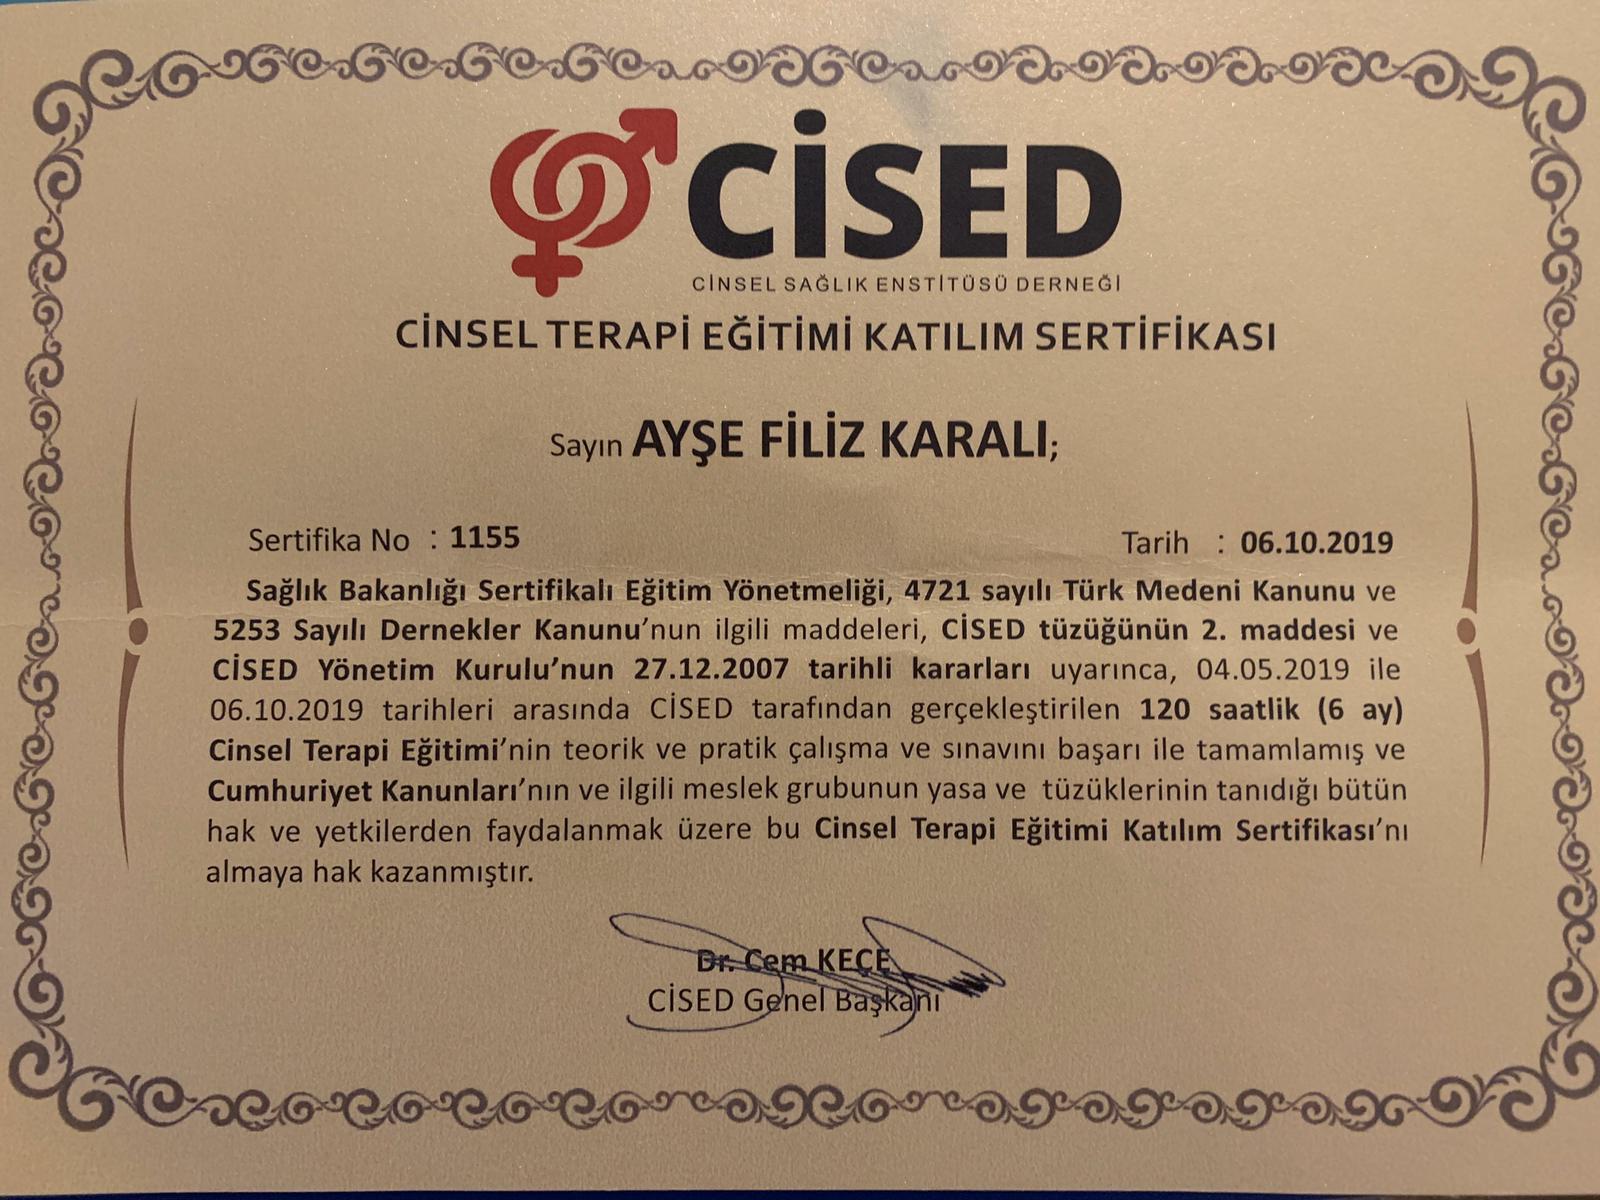 CİSED
CİNSEL SAĞLIK ENSTİTÜSÜ DERNEĞİ
CİNSEL TERAPİ EĞİTİMİ KATILIM SERTİFİKASI
Sayın AYŞE FİLİZ KARALI;
Sertifika No : 1155 Tarih : 06.10.2019
Sağlık Bakanlığı Sertifikalı Eğitim Yönetmeliği, 4721 sayılı Türk Medeni Kanunu ve
5253 Sayılı Dernekler Kanunu'nun ilgili maddeleri, CİSED tüzüğünün 2. maddesi ve
CİSED Yönetim Kurulu'nun 27.12.2007 tarihli kararları uyarınca, 04.05.2019 ile
06.10.2019 tarihleri arasında CİSED tarafından gerçekleştirilen 120 saatlik (6 ay)
Cinsel Terapi Eğitimi'nin teorik ve pratik çalışma ve sınavını başarı ile tamamlamış ve
Cumhuriyet Kanunları'nın ve ilgili meslek grubunun yasa ve tüzüklerinin tanıdığı bütün
hak ve yetkilerden faydalanmak üzere bu Cinsel Terapi Eğitimi Katılım Sertifikası'nı
almaya hak kazanmıştır.
Dr. Cem KEÇE
CİSED Genel Başkanı